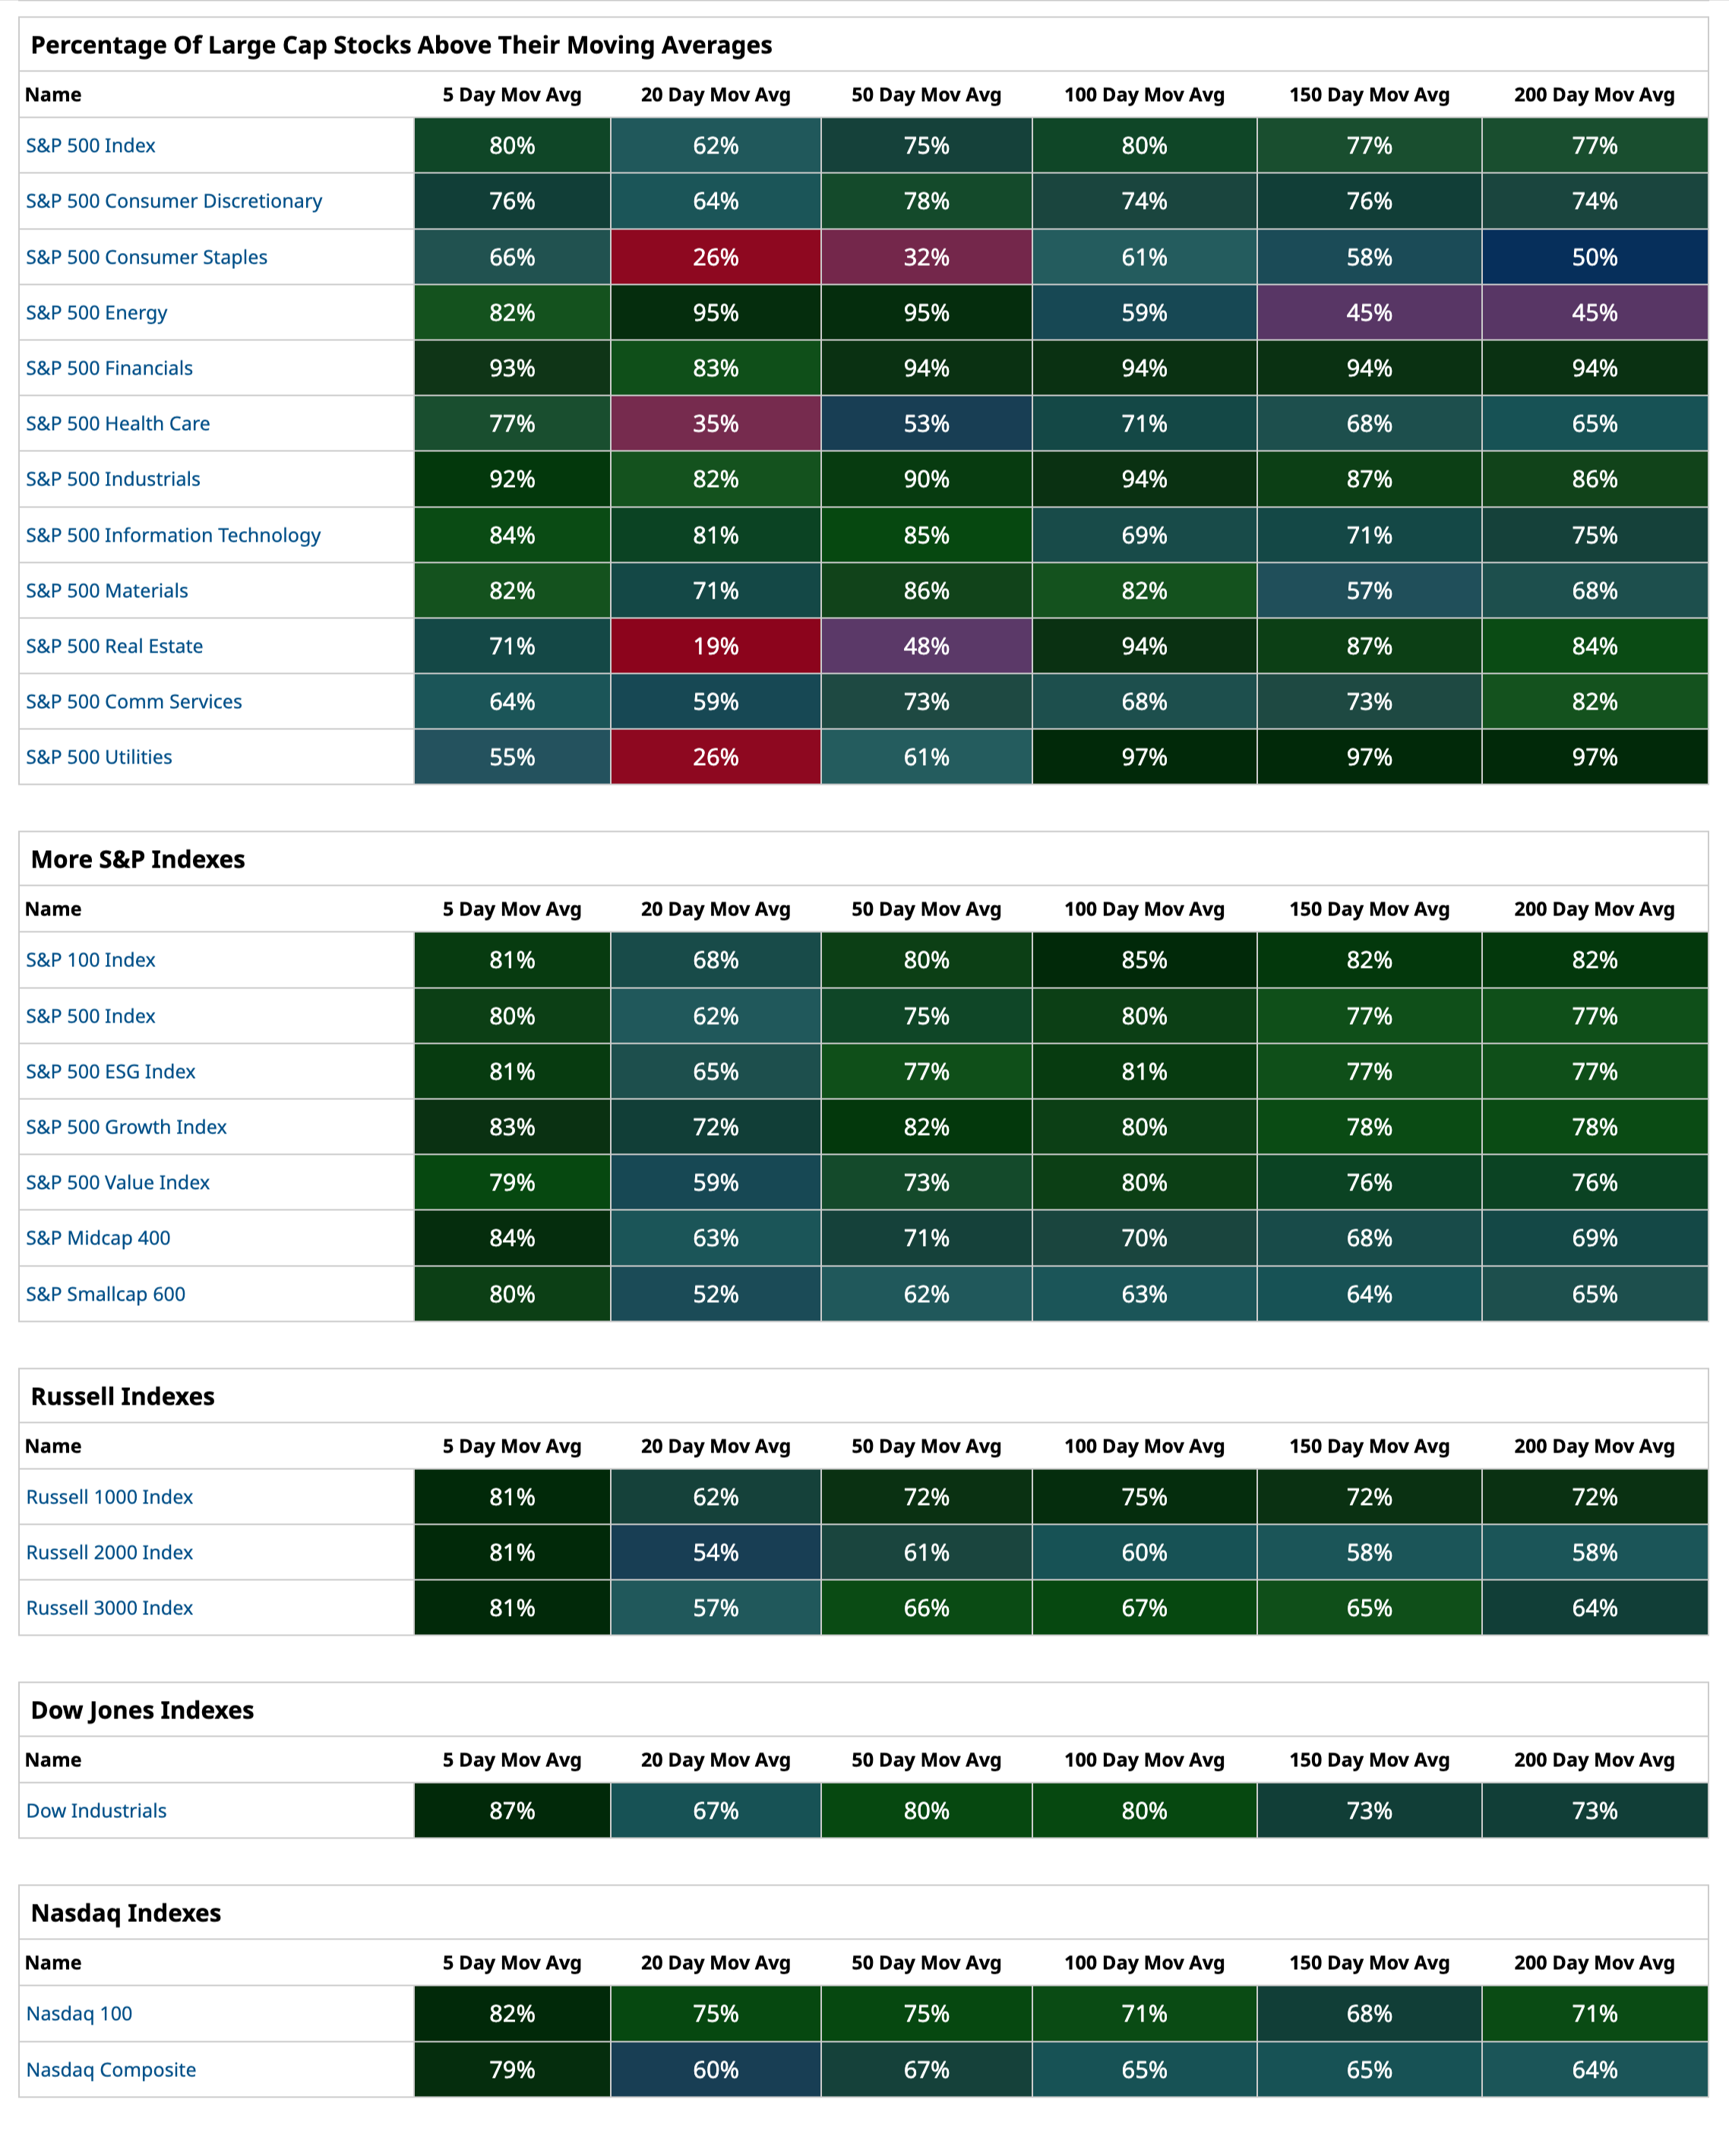 Percentage Of Large Cap Stocks Above Their Moving Averages
Name 5 Day Mov Avg 20 Day Mov Avg 50 Day Mov Avg 100 Day Mov Avg 150 Day Mov Avg 200 Day Mov Avg
S&P 500 Index 80% 62% 75% 80% 77% 77%
S&P 500 Consumer Discretionary 76% 64% 78% 74% 76% 74%
S&P 500 Consumer Staples 66% 26% 32% 61% 58% 50%
S&P 500 Energy 82% 95% 95% 59% 45% 45%
S&P 500 Financials 93% 83% 94% 94% 94% 94%
S&P 500 Health Care 77% 35% 53% 71% 68% 65%
S&P 500 Industrials 92% 82% 90% 94% 87% 86%
S&P 500 Information Technology 84% 81% 85% 69% 71% 75%
S&P 500 Materials 82% 71% 86% 82% 57% 68%
S&P 500 Real Estate 71% 19% 48% 94% 87% 84%
S&P 500 Comm Services 64% 59% 73% 68% 73% 82%
S&P 500 Utilities 55% 26% 61% 97% 97% 97%
More S&P Indexes
Name 5 Day Mov Avg 20 Day Mov Avg 50 Day Mov Avg 100 Day Mov Avg 150 Day Mov Avg 200 Day Mov Avg
S&P 100 Index 81% 68% 80% 85% 82% 82%
S&P 500 Index 80% 62% 75% 80% 77% 77%
S&P 500 ESG Index 81% 65% 77% 81% 77% 77%
S&P 500 Growth Index 83% 72% 82% 80% 78% 78%
S&P 500 Value Index 79% 59% 73% 80% 76% 76%
S&P Midcap 400 84% 63% 71% 70% 68% 69%
S&P Smallcap 600 80% 52% 62% 63% 64% 65%
Russell Indexes
Name 5 Day Mov Avg 20 Day Mov Avg 50 Day Mov Avg 100 Day Mov Avg 150 Day Mov Avg 200 Day Mov Avg
Russell 1000 Index 81% 62% 72% 75% 72% 72%
Russell 2000 Index 81% 54% 61% 60% 58% 58%
Russell 3000 Index 81% 57% 66% 67% 65% 64%
Dow Jones Indexes
Name 5 Day Mov Avg 20 Day Mov Avg 50 Day Mov Avg 100 Day Mov Avg 150 Day Mov Avg 200 Day Mov Avg
Dow Industrials 87% 67% 80% 80% 73% 73%
Nasdaq Indexes
Name 5 Day Mov Avg 20 Day Mov Avg 50 Day Mov Avg 100 Day Mov Avg 150 Day Mov Avg 200 Day Mov Avg
Nasdaq 100 82% 75% 75% 71% 68% 71%
Nasdaq Composite 79% 60% 67% 65% 65% 64%